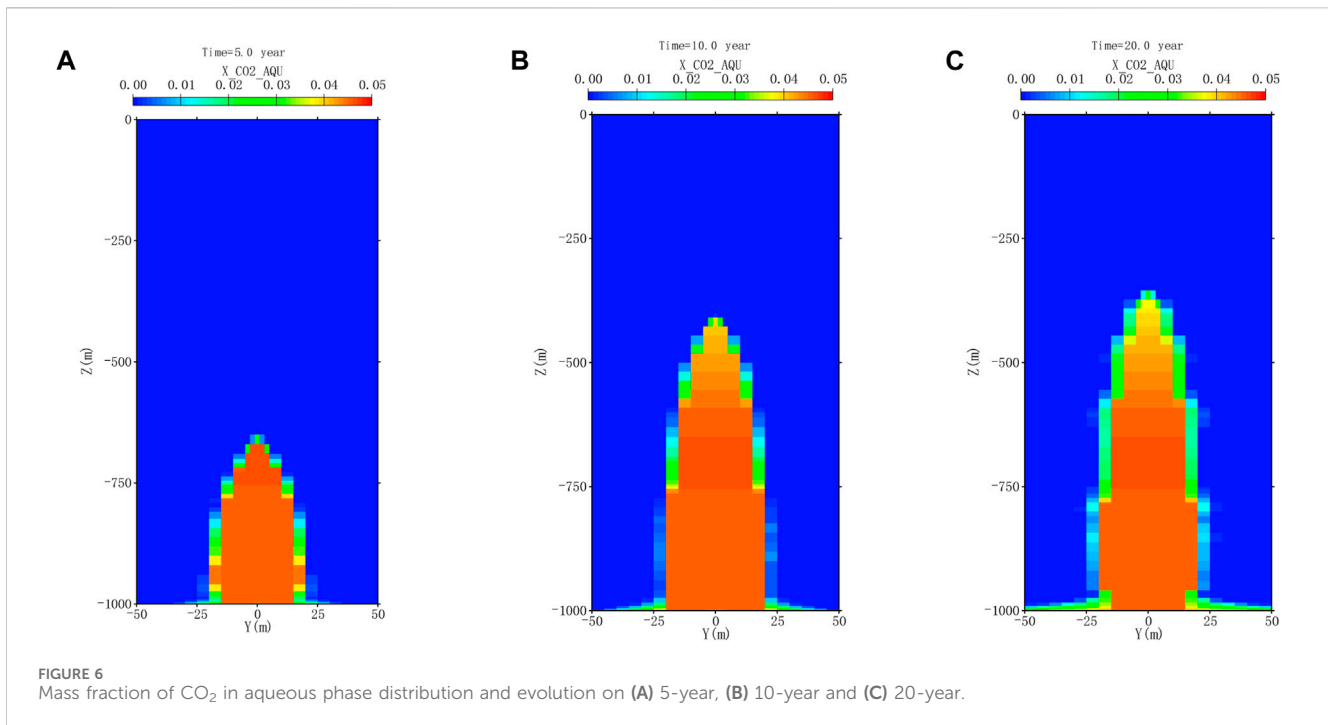 A
Time=5.0 year
X_CO2_AQU
0.00 0.01 0.02 0.03 0.04 0.05
0
-250
-500
-750
-1000
Z(m)
-50 -25 0 25 50
Y(m)
B
Time=10.0 year
X_CO2_AQU
0.00 0.01 0.02 0.03 0.04 0.05
0
-250
-500
-750
-1000
Z(m)
-50 -25 0 25 50
Y(m)
C
Time=20.0 year
X_CO2_AQU
0.00 0.01 0.02 0.03 0.04 0.05
0
-250
-500
-750
-1000
Z(m)
-50 -25 0 25 50
Y(m)
FIGURE 6
Mass fraction of CO₂ in aqueous phase distribution and evolution on (A) 5-year, (B) 10-year and (C) 20-year.